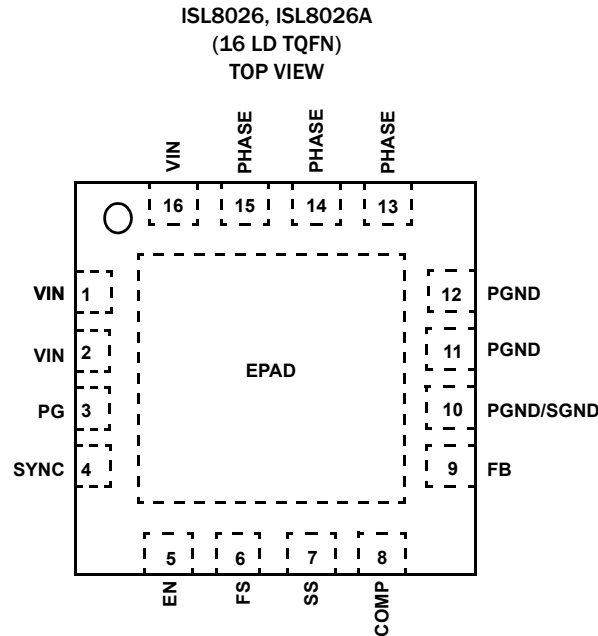 ISL8026, ISL8026A
(16 LD TQFN)
TOP VIEW
VIN PHASE PHASE PHASE
16 15 14 13
VIN 1 12 PGND
VIN 2 11 PGND
EPAD
PG 3 10 PGND/SGND
SYNC 4 9 FB
5 6 7 8
EN FS SS COMP